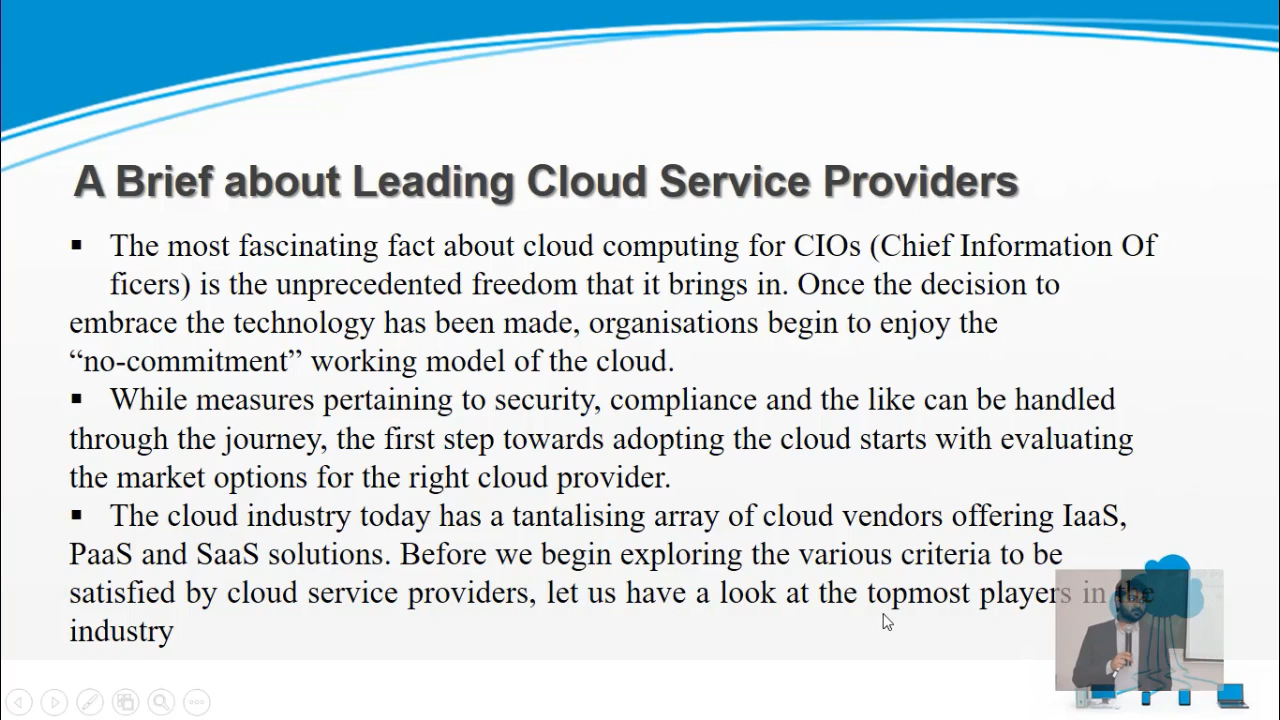 A Brief about Leading Cloud Service Providers
▪ The most fascinating fact about cloud computing for CIOs (Chief Information Of
ficers) is the unprecedented freedom that it brings in. Once the decision to
embrace the technology has been made, organisations begin to enjoy the
“no-commitment” working model of the cloud.
▪ While measures pertaining to security, compliance and the like can be handled
through the journey, the first step towards adopting the cloud starts with evaluating
the market options for the right cloud provider.
▪ The cloud industry today has a tantalising array of cloud vendors offering IaaS,
PaaS and SaaS solutions. Before we begin exploring the various criteria to be
satisfied by cloud service providers, let us have a look at the topmost players in the
industry